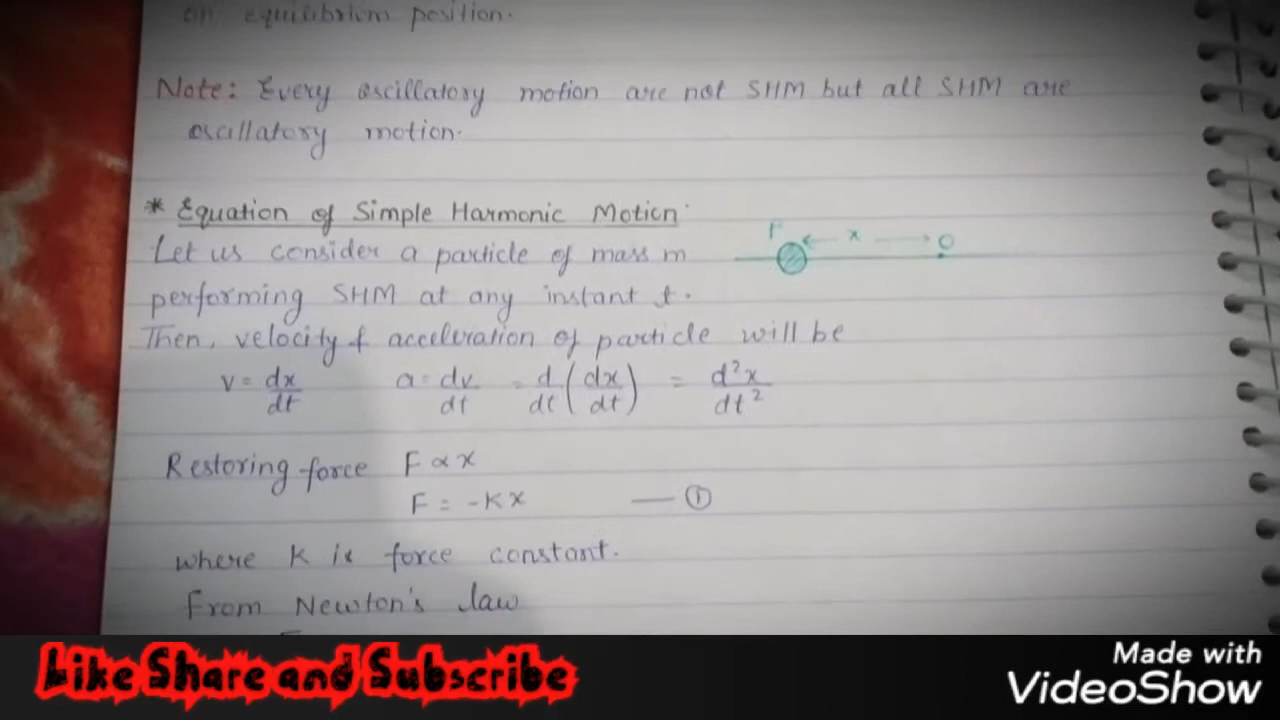 on equilibrium position.
Note: Every oscillatory motion are not SHM but all SHM are
oscillatory motion.
* Equation of Simple Harmonic Motion
Let us consider a particle of mass m
performing SHM at any instant t.
Then, velocity & acceleration of particle will be
v = dx/dt a = dv/dt = d/dt (dx/dt) = d²x/dt²
Restoring force F ∝ x
F = -Kx — ①
where K is force constant.
From Newton's law
x O
Like Share and Subscribe
Made with
VideoShow